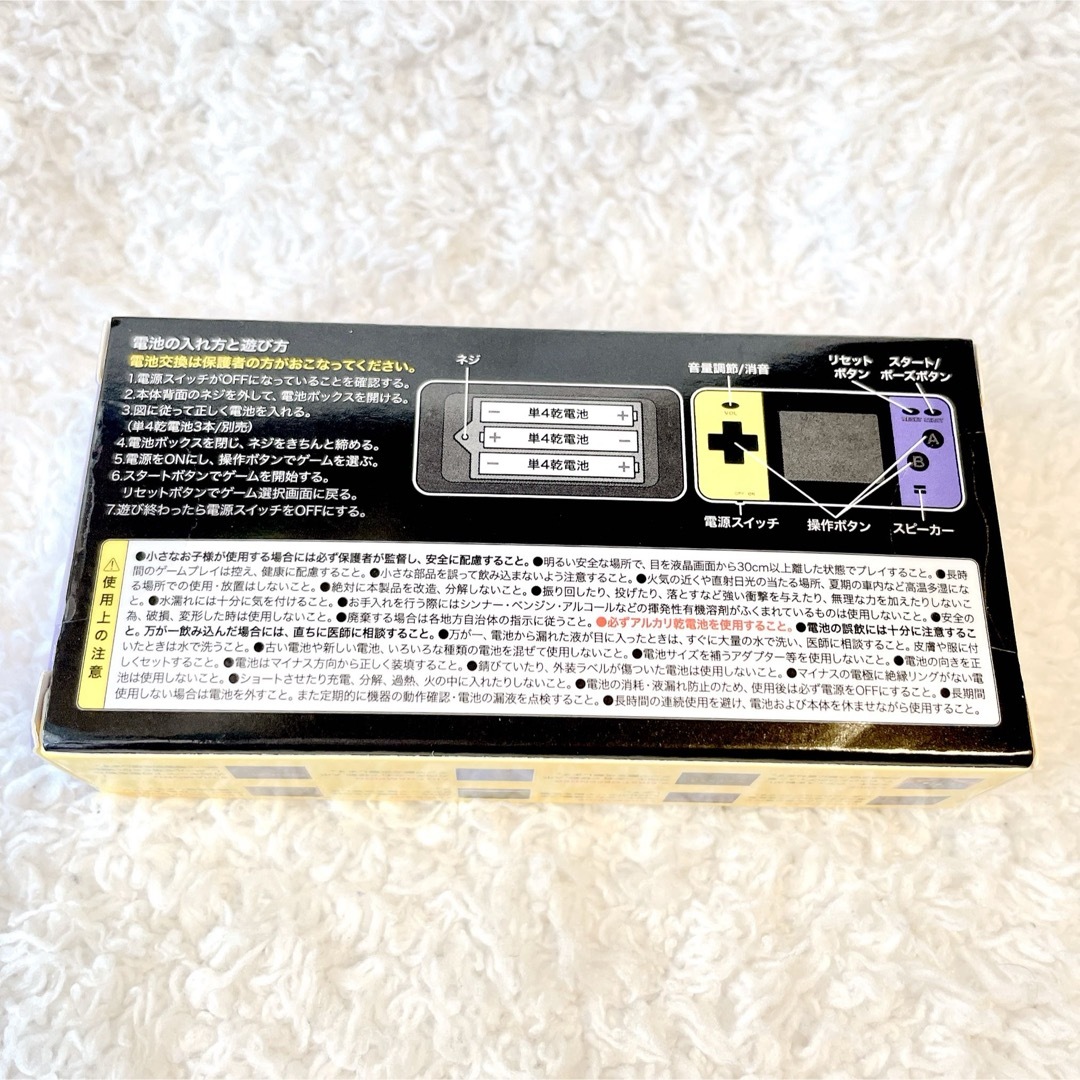 電池の入れ方と遊び方
電池交換は保護者の方がおこなってください。
1.電源スイッチがOFFになっていることを確認する。
2.本体背面のネジを外して、電池ボックスを開ける。
3.図に従って正しく電池を入れる。
(単4乾電池3本/別売)
4.電池ボックスを閉じ、ネジをきちんと締める。
5.電源をONにし、操作ボタンでゲームを選ぶ。
6.スタートボタンでゲームを開始する。
リセットボタンでゲーム選択画面に戻る。
7.遊び終わったら電源スイッチをOFFにする。
ネジ
− 単4乾電池 +
+ 単4乾電池 −
− 単4乾電池 +
音量調節/消音
リセット
ボタン
スタート/
ポーズボタン
VOL
A
B
電源スイッチ
操作ボタン
スピーカー
使用上の注意
●小さなお子様が使用する場合には必ず保護者が監督し、安全に配慮すること。●明るい安全な場所で、目を液晶画面から30cm以上離した状態でプレイすること。●長時
間のゲームプレイは控え、健康に配慮すること。●小さな部品を誤って飲み込まないよう注意すること。●火気の近くや直射日光の当たる場所、夏期の車内など高温多湿にな
る場所での使用・放置はしないこと。●絶対に本製品を改造、分解しないこと。●振り回したり、投げたり、落とすなど強い衝撃を与えたり、無理な力を加えたりしないこ
と。●水濡れには十分に気を付けること。●お手入れを行う際にはシンナー・ベンジン・アルコールなどの揮発性有機溶剤がふくまれているものは使用しない。●安全の
為、破損、変形した時は使用しないこと。●廃棄する場合は各地方自治体の指示に従うこと。●必ずアルカリ乾電池を使用すること。●電池の誤飲には十分に注意するこ
と。万が一飲み込んだ場合には、直ちに医師に相談すること。●万が一、電池から漏れた液が目に入ったときは、すぐに大量の水で洗い、医師に相談すること。皮膚や服に付
いたときは水で洗うこと。●古い電池や新しい電池、いろいろな種類の電池を混ぜて使用しないこと。●電池サイズを補うアダプター等を使用しないこと。●電池の向きを正
しくセットすること。●電池はマイナス方向から正しく装填すること。●錆びていたり、外装ラベルが傷ついた電池は使用しないこと。●マイナスの電極に絶縁リングがない電
池は使用しないこと。●ショートさせたり充電、分解、過熱、火の中に入れたりしないこと。●電池の消耗・液漏れ防止のため、使用後は必ず電源をOFFにすること。●長期間
使用しない場合は電池を外すこと。また定期的に機器の動作確認・電池の漏液を点検すること。●長時間の連続使用を避け、電池および本体を休ませながら使用すること。